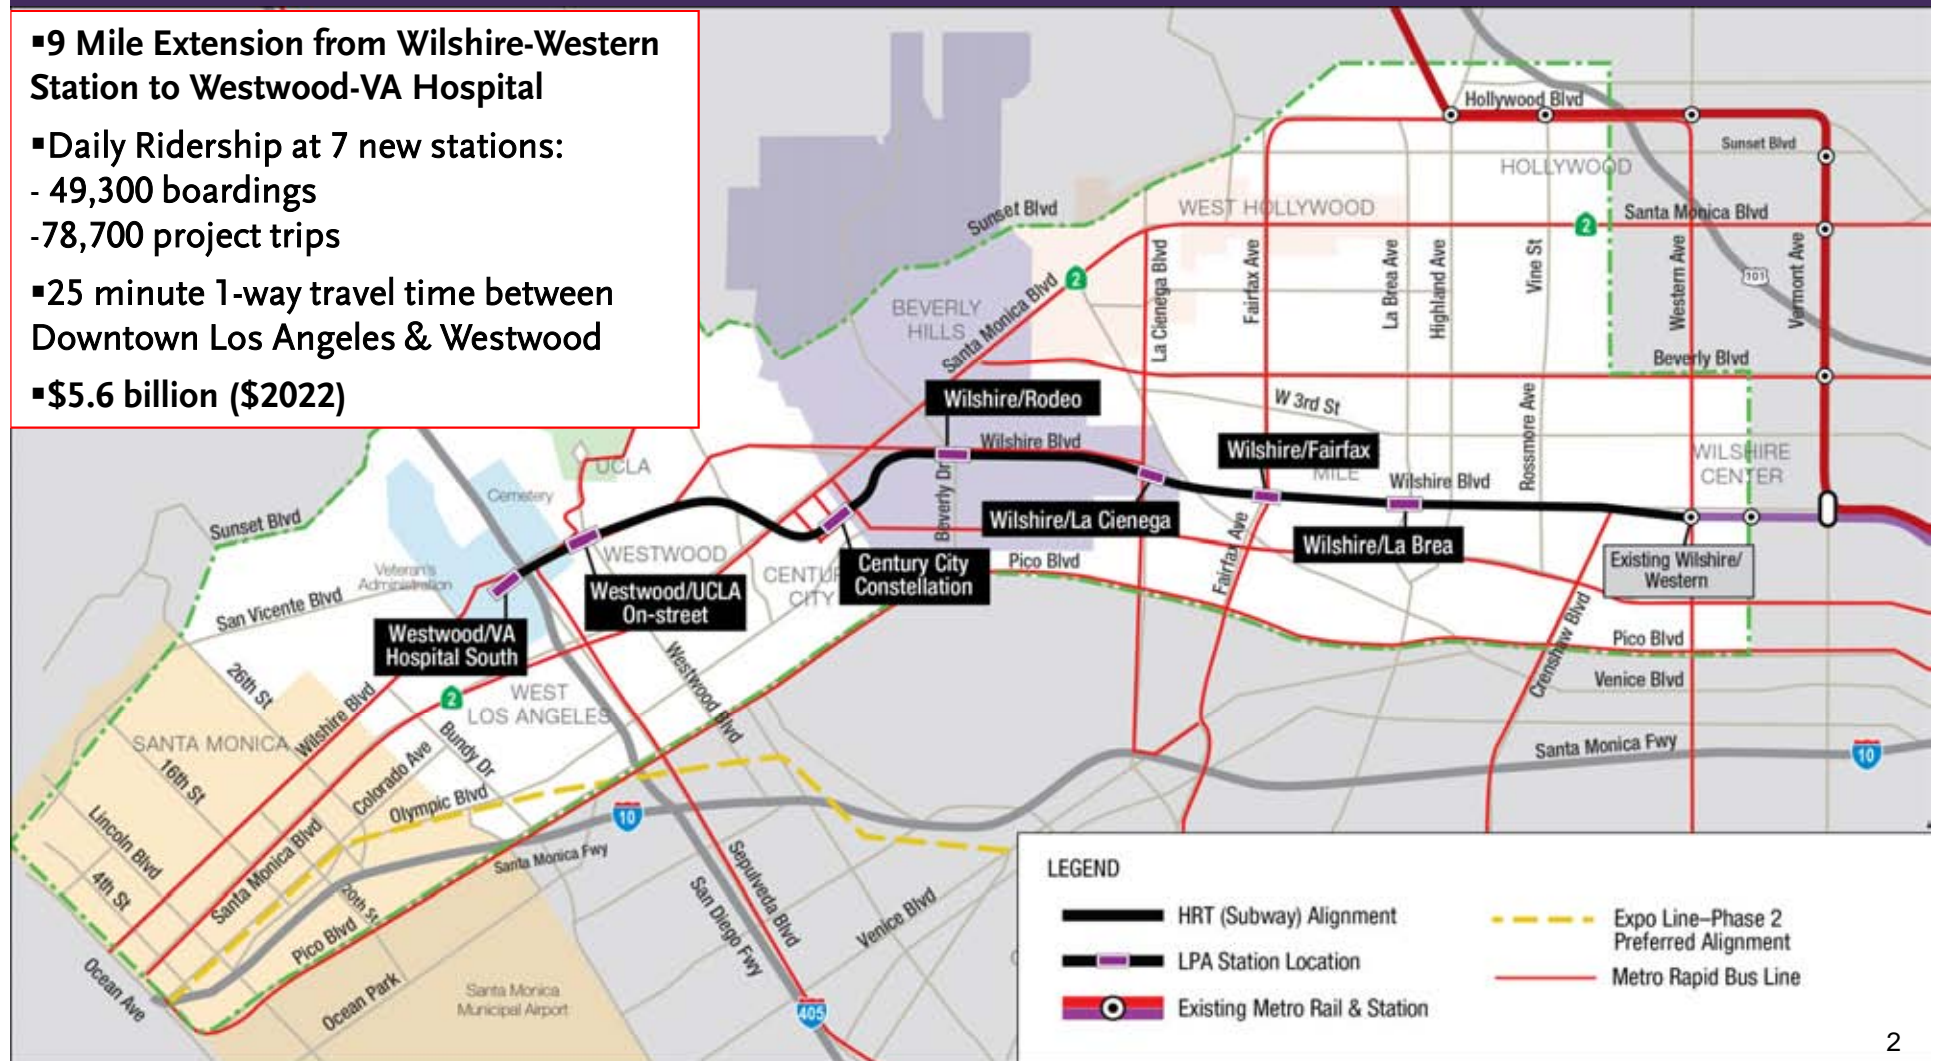 ▪9 Mile Extension from Wilshire-Western
Station to Westwood-VA Hospital
▪Daily Ridership at 7 new stations:
- 49,300 boardings
-78,700 project trips
▪25 minute 1-way travel time between
Downtown Los Angeles & Westwood
▪$5.6 billion ($2022)
Hollywood Blvd
Sunset Blvd
HOLLYWOOD
WEST HOLLYWOOD
Sunset Blvd
Santa Monica Blvd
2
2
Santa Monica Blvd
La Cienega Blvd
Fairfax Ave
La Brea Ave
Highland Ave
Vine St
Western Ave
101
Vermont Ave
BEVERLY
HILLS
Beverly Blvd
Wilshire/Rodeo
W 3rd St
Rossmore Ave
Wilshire Blvd
Wilshire/Fairfax
MILE
Wilshire Blvd
WILSHIRE
CENTER
UCLA
Cemetery
Beverly Dr
Sunset Blvd
Wilshire/La Cienega
Wilshire/La Brea
Fairfax Ave
WESTWOOD
Existing Wilshire/
Western
Veteran's
Administration
Pico Blvd
CENTU
CITY
Century City
Constellation
Westwood/UCLA
On-street
San Vicente Blvd
Westwood/VA
Hospital South
Crenshaw Blvd
Pico Blvd
Venice Blvd
26th St
Wilshire Blvd
2
WEST
LOS ANGELES
Westwood Blvd
Bundy Dr
SANTA MONICA
16th St
Colorado Ave
Olympic Blvd
Santa Monica Fwy
10
10
Lincoln Blvd
4th St
Santa Monica Blvd
20th St
Santa Monica Fwy
Pico Blvd
Sepulveda Blvd
San Diego Fwy
Venice Blvd
Ocean Ave
Ocean Park
Santa Monica
Municipal Airport
405
LEGEND
HRT (Subway) Alignment
LPA Station Location
Existing Metro Rail & Station
Expo Line–Phase 2
Preferred Alignment
Metro Rapid Bus Line
2